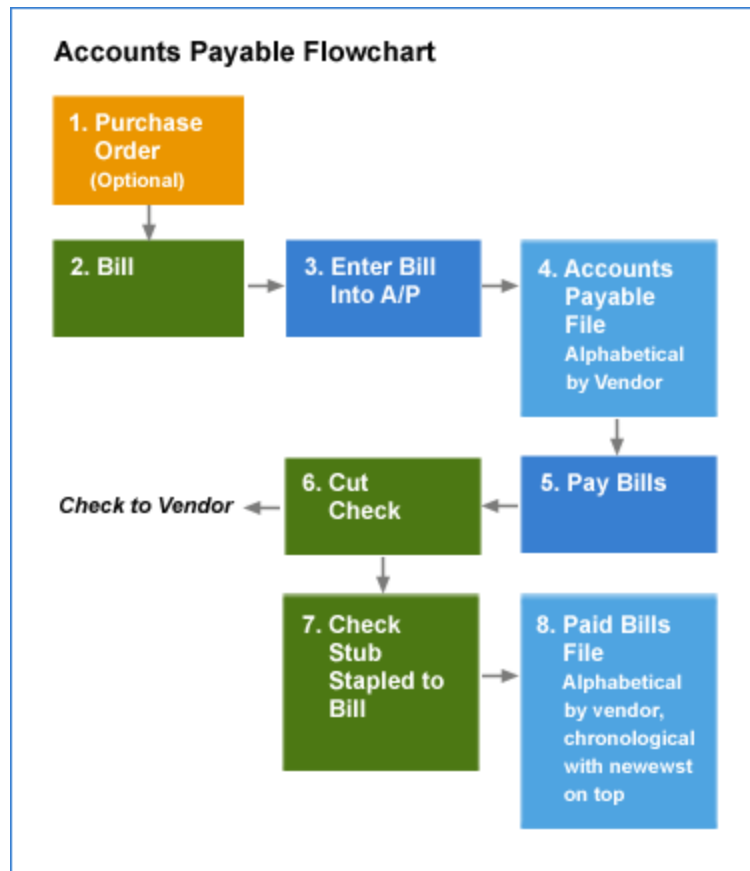 Accounts Payable Flowchart
1. Purchase
Order
(Optional)
2. Bill
3. Enter Bill
Into A/P
4. Accounts
Payable
File
Alphabetical
by Vendor
5. Pay Bills
6. Cut
Check
Check to Vendor
7. Check
Stub
Stapled to
Bill
8. Paid Bills
File
Alphabetical
by vendor,
chronological
with newewst
on top